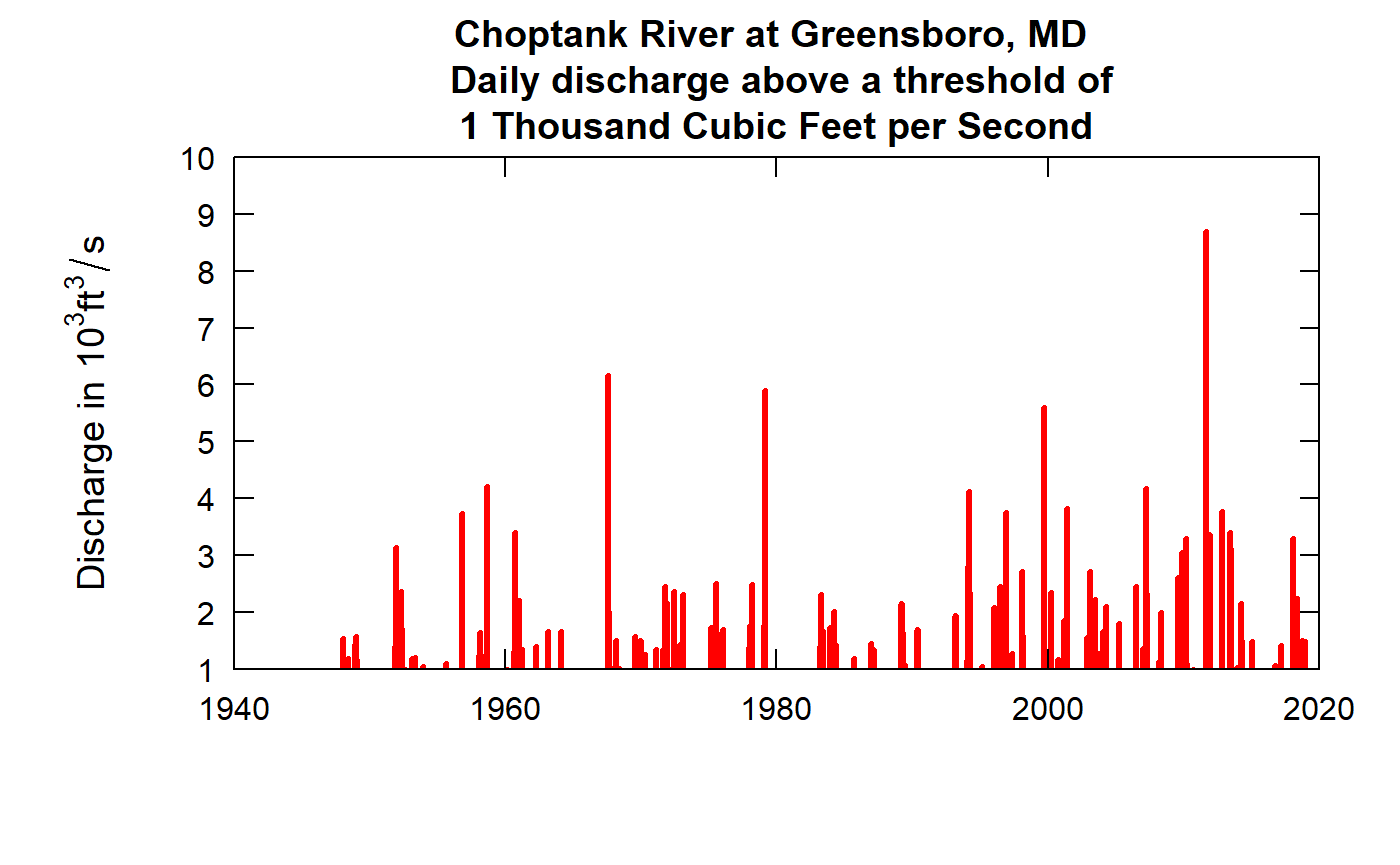 Choptank River at Greensboro, MD
Daily discharge above a threshold of
1 Thousand Cubic Feet per Second
10
9
8
7
6
5
4
3
2
1
Discharge in 10³ft³/s
1940 1960 1980 2000 2020